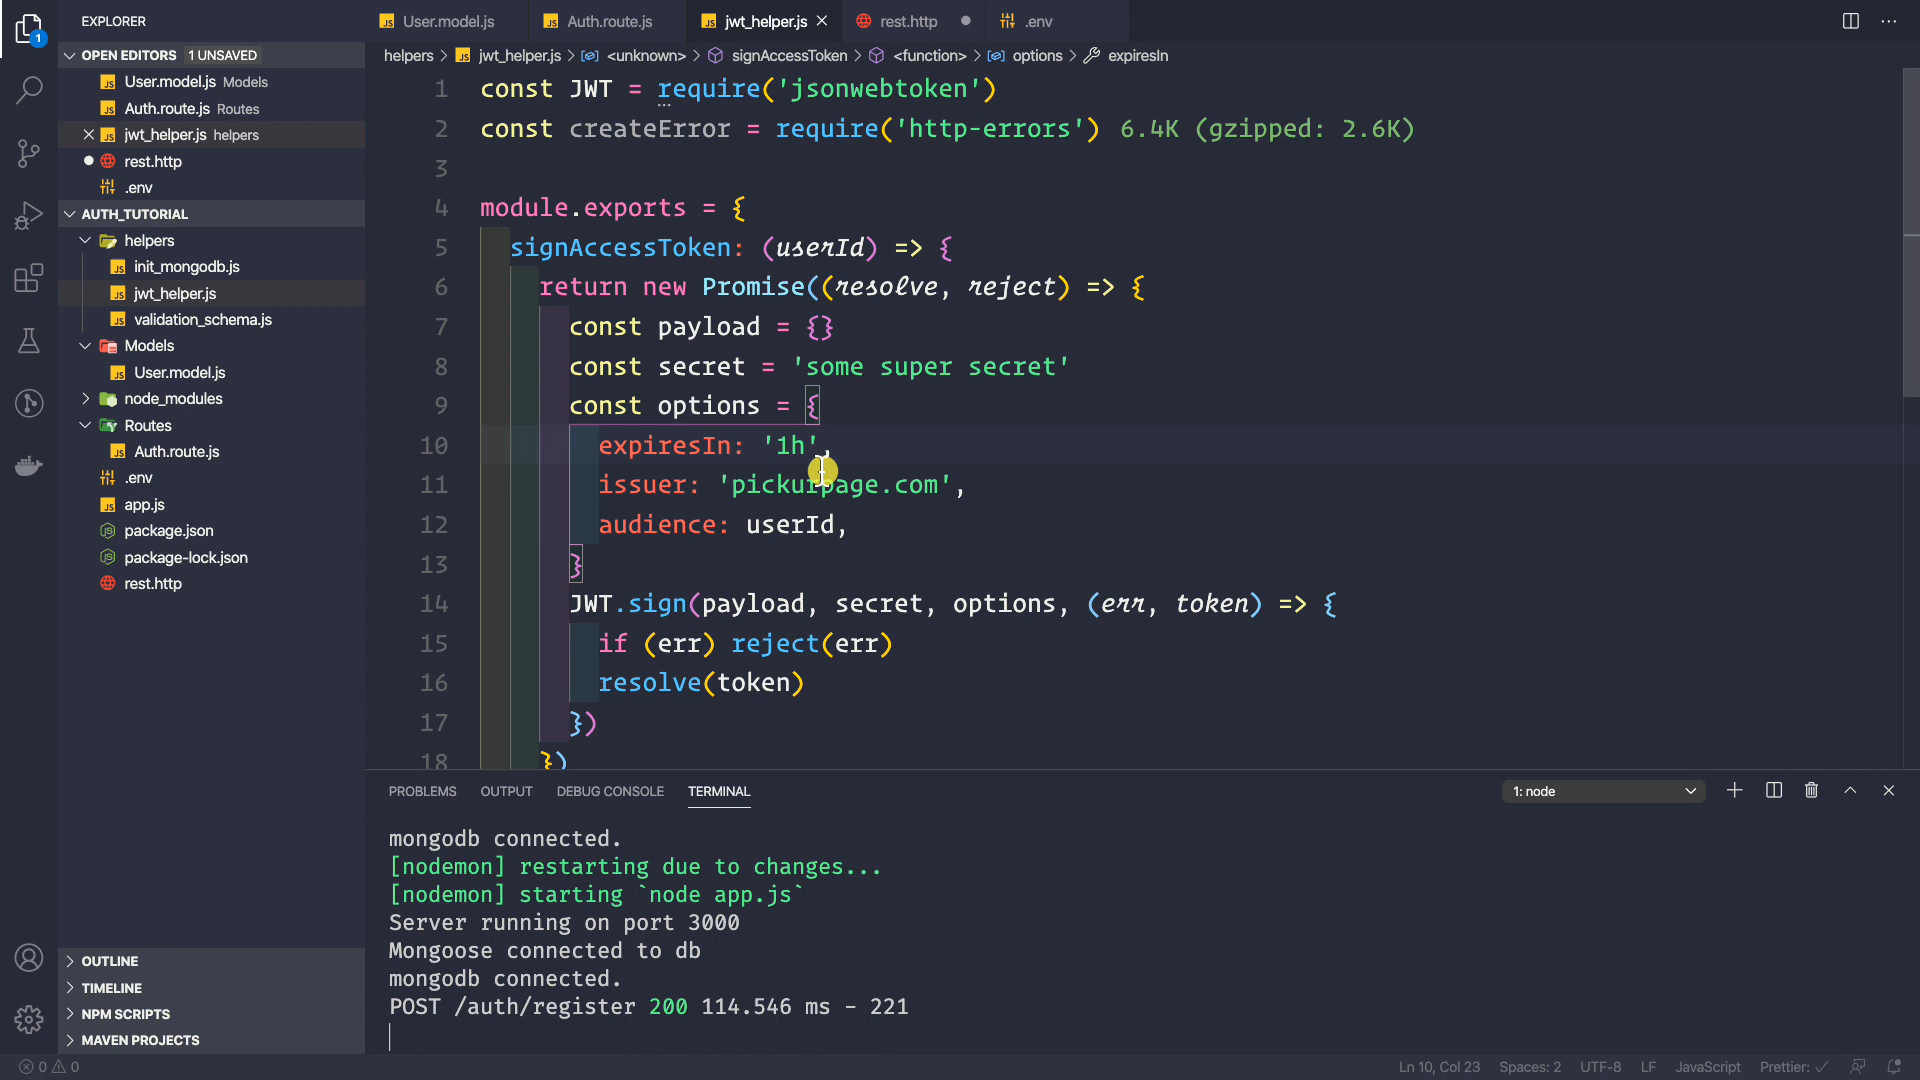 EXPLORER
OPEN EDITORS 1 UNSAVED
User.model.js Models
Auth.route.js Routes
jwt_helper.js helpers
rest.http
.env
AUTH_TUTORIAL
helpers
init_mongodb.js
jwt_helper.js
validation_schema.js
Models
User.model.js
node_modules
Routes
Auth.route.js
.env
app.js
package.json
package-lock.json
rest.http
OUTLINE
TIMELINE
NPM SCRIPTS
MAVEN PROJECTS
1
User.model.js Auth.route.js jwt_helper.js rest.http .env
helpers > jwt_helper.js > <unknown> > signAccessToken > <function> > options > expiresIn
1 const JWT = require('jsonwebtoken')
2 const createError = require('http-errors') 6.4K (gzipped: 2.6K)
3
4 module.exports = {
5 signAccessToken: (userId) => {
6 return new Promise((resolve, reject) => {
7 const payload = {}
8 const secret = 'some super secret'
9 const options = {
10 expiresIn: '1h',
11 issuer: 'pickurpage.com',
12 audience: userId,
13 }
14 JWT.sign(payload, secret, options, (err, token) => {
15 if (err) reject(err)
16 resolve(token)
17 })
18 })
PROBLEMS OUTPUT DEBUG CONSOLE TERMINAL 1: node
mongodb connected.
[nodemon] restarting due to changes...
[nodemon] starting `node app.js`
Server running on port 3000
Mongoose connected to db
mongodb connected.
POST /auth/register 200 114.546 ms - 221
0 0 Ln 10, Col 23 Spaces: 2 UTF-8 LF JavaScript Prettier: ✓